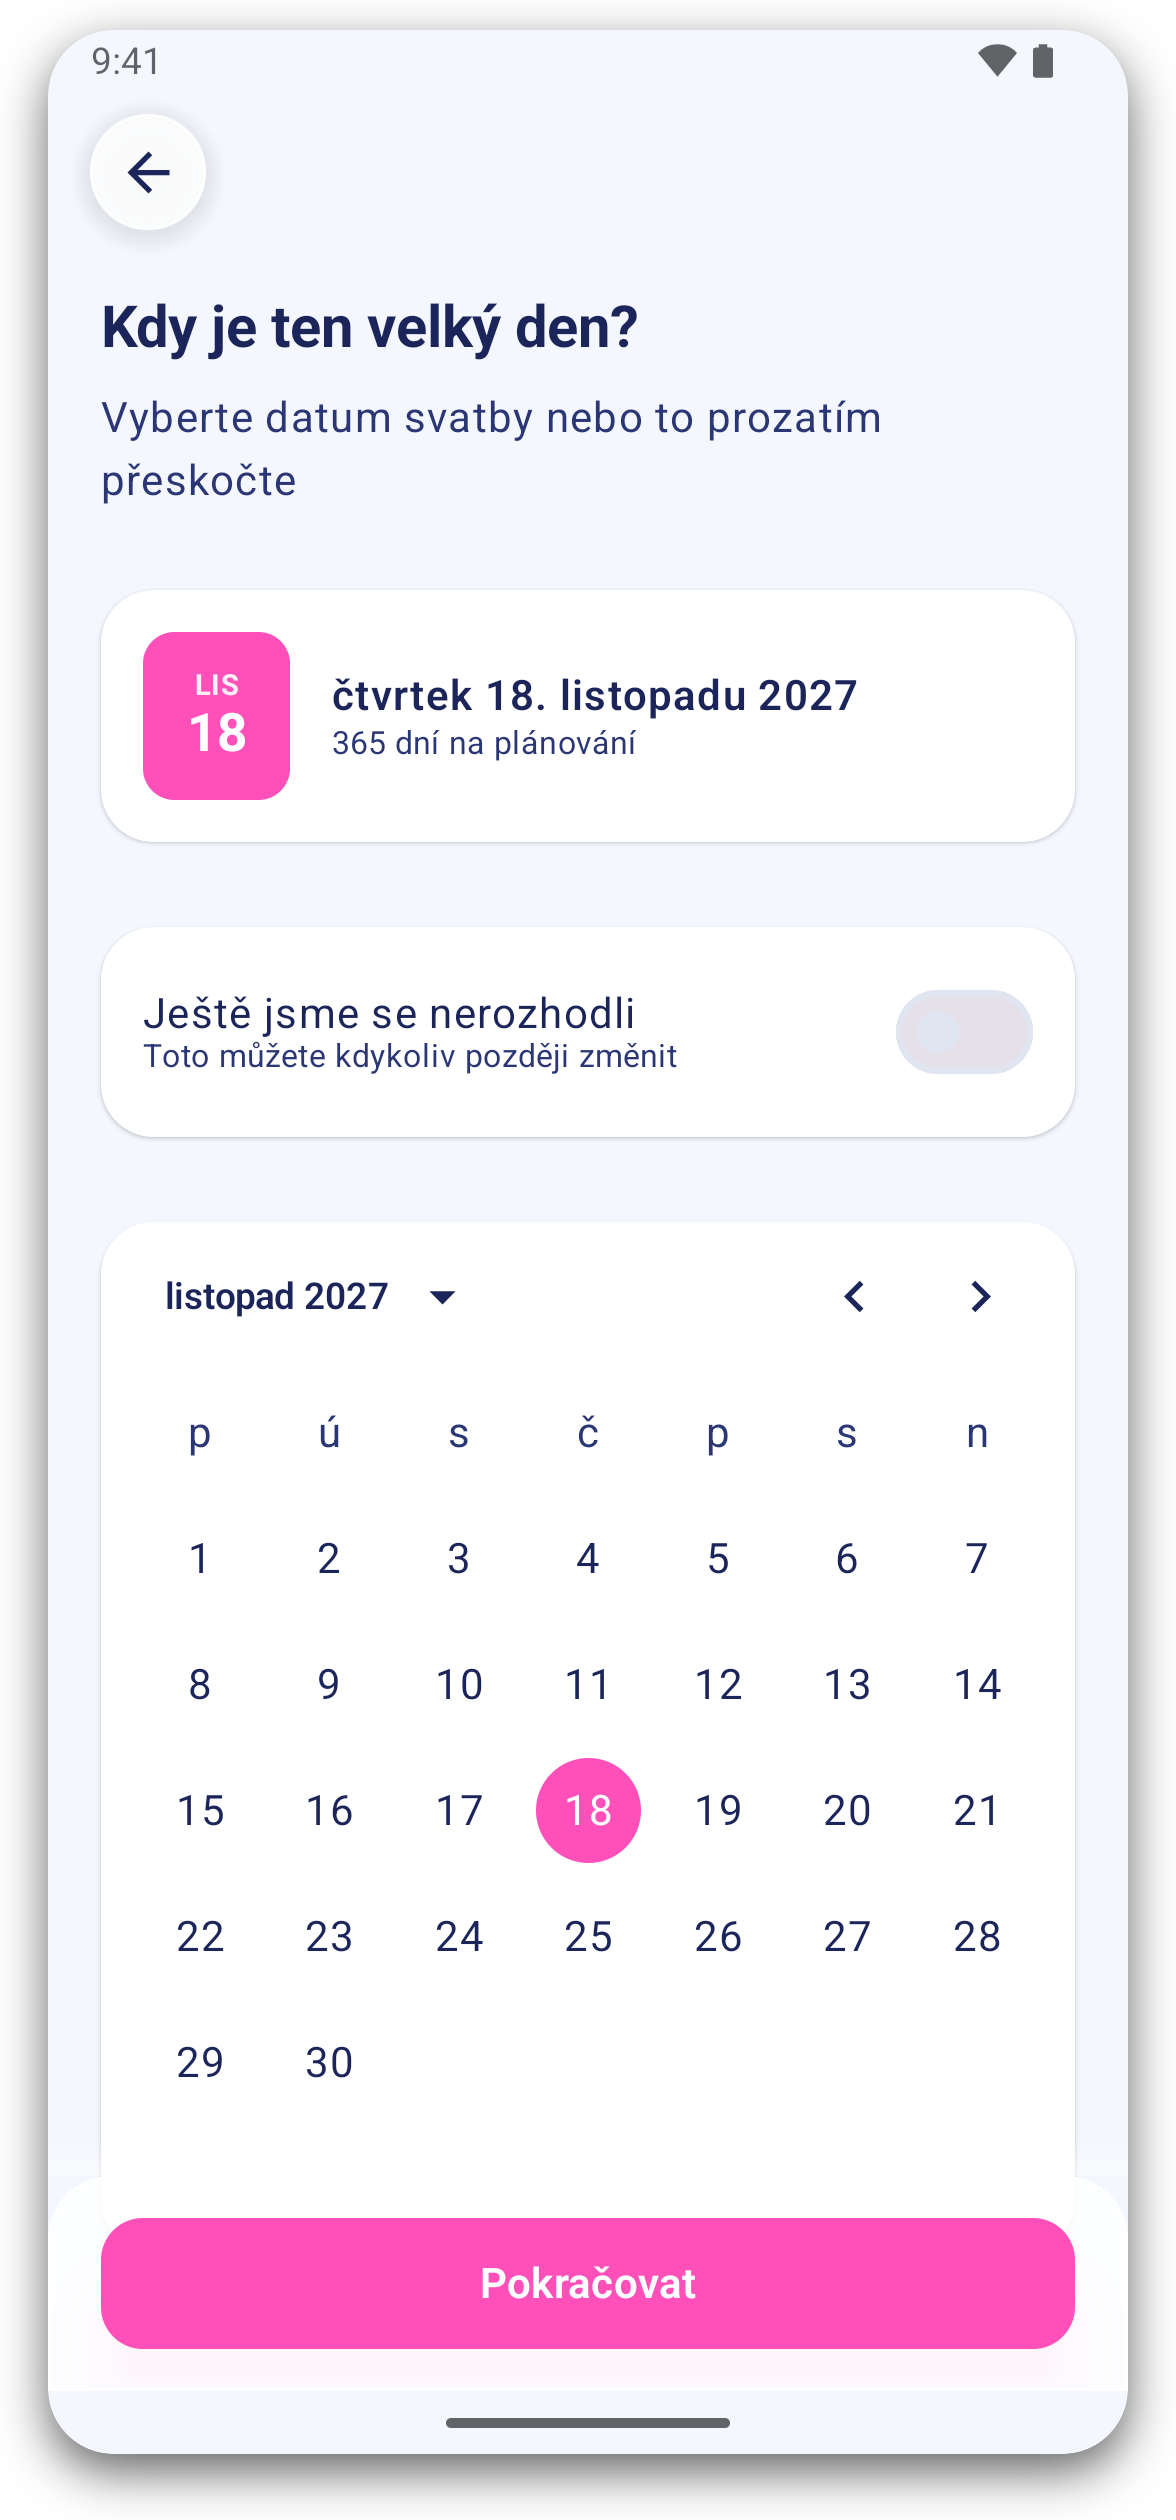 9:41
Kdy je ten velký den?
Vyberte datum svatby nebo to prozatím
přeskočte
LIS
18
čtvrtek 18. listopadu 2027
365 dní na plánování
Ještě jsme se nerozhodli
Toto můžete kdykoliv později změnit
listopad 2027
p ú s č p s n
1 2 3 4 5 6 7
8 9 10 11 12 13 14
15 16 17 18 19 20 21
22 23 24 25 26 27 28
29 30
Pokračovat